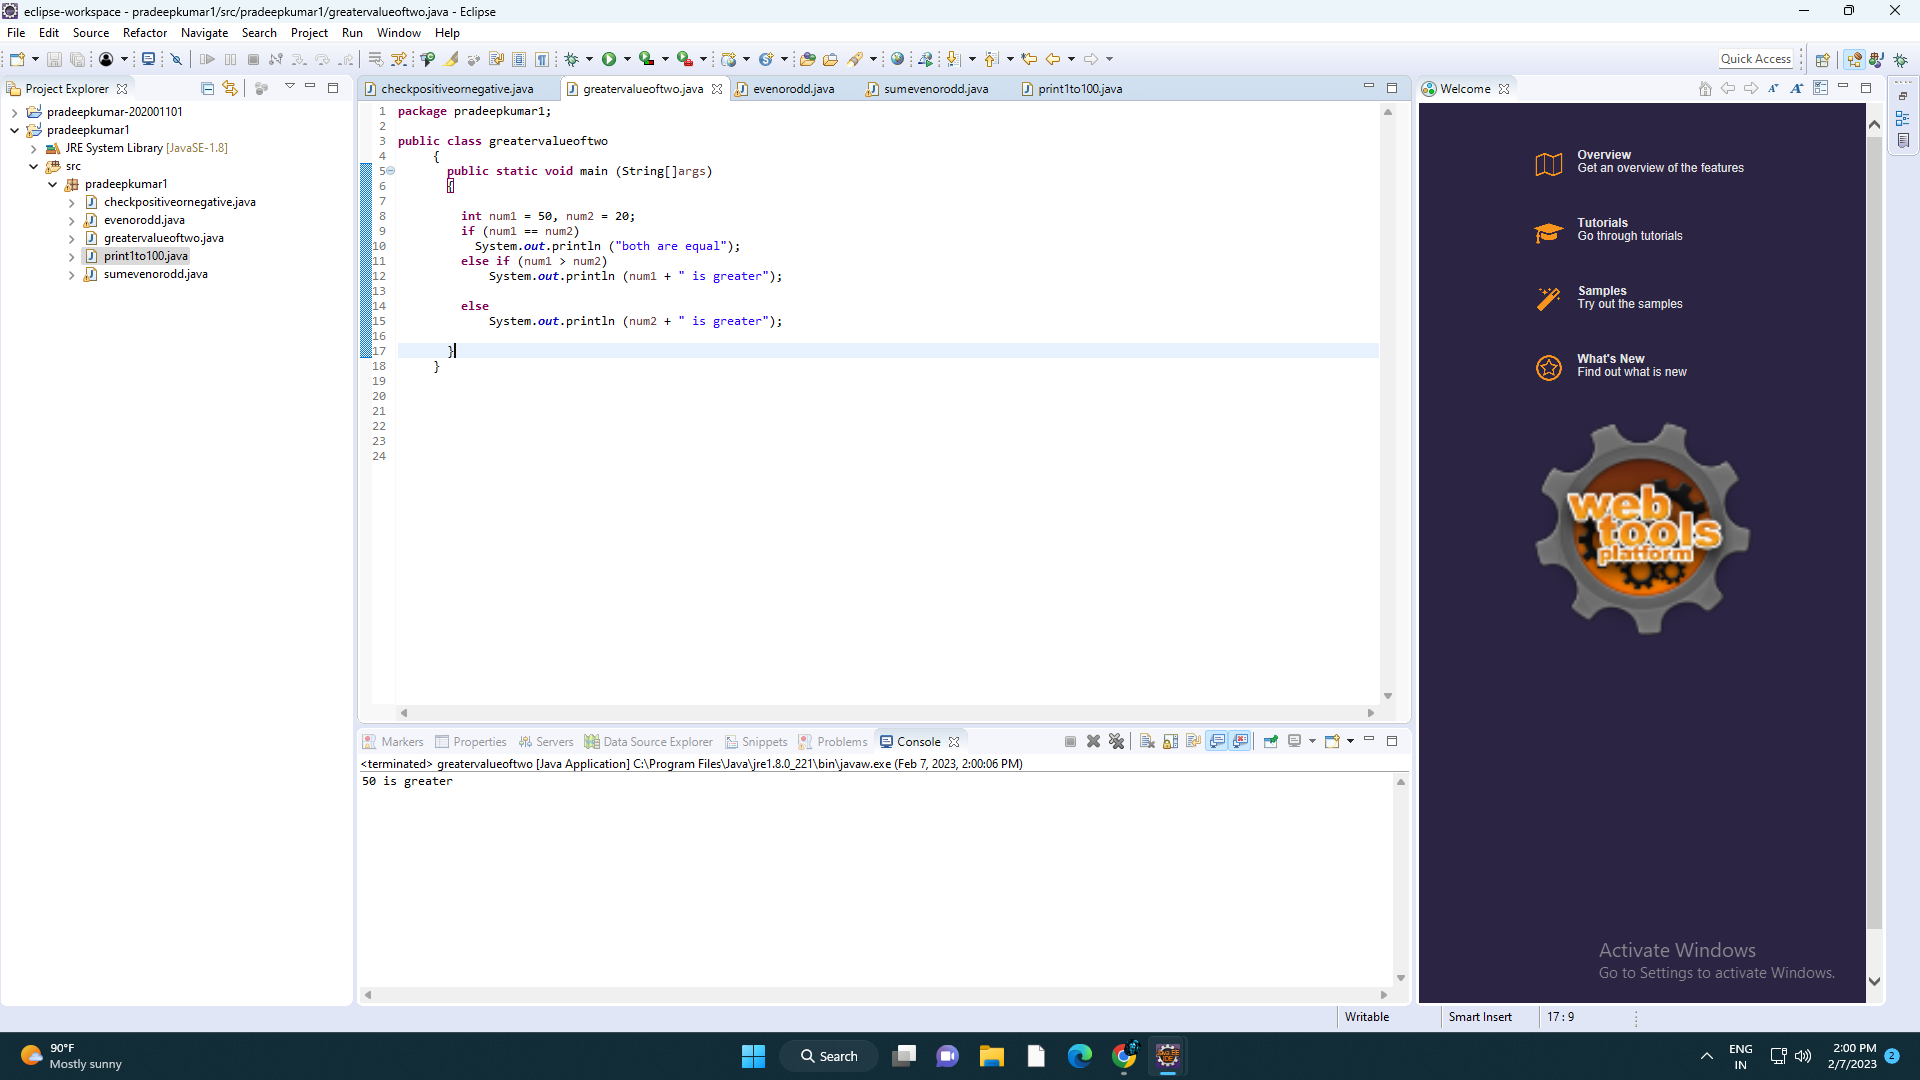 eclipse-workspace - pradeepkumar1/src/pradeepkumar1/greatervalueoftwo.java - Eclipse
File Edit Source Refactor Navigate Search Project Run Window Help
Quick Access
Project Explorer
pradeepkumar-202001101
pradeepkumar1
JRE System Library [JavaSE-1.8]
src
pradeepkumar1
checkpositiveornegative.java
evenorodd.java
greatervalueoftwo.java
print1to100.java
sumevenorodd.java
checkpositiveornegative.java greatervalueoftwo.java evenorodd.java sumevenorodd.java print1to100.java
1 package pradeepkumar1;
2
3 public class greatervalueoftwo
4 {
5 public static void main (String[]args)
6 {
7
8 int num1 = 50, num2 = 20;
9 if (num1 == num2)
10 System.out.println ("both are equal");
11 else if (num1 > num2)
12 System.out.println (num1 + " is greater");
13
14 else
15 System.out.println (num2 + " is greater");
16
17 }
18 }
19
20
21
22
23
24
Markers Properties Servers Data Source Explorer Snippets Problems Console
<terminated> greatervalueoftwo [Java Application] C:\Program Files\Java\jre1.8.0_221\bin\javaw.exe (Feb 7, 2023, 2:00:06 PM)
50 is greater
Welcome
Overview
Get an overview of the features
Tutorials
Go through tutorials
Samples
Try out the samples
What's New
Find out what is new
web
tools
platform
Activate Windows
Go to Settings to activate Windows.
Writable Smart Insert 17 : 9
90°F
Mostly sunny
Search
ENG
IN
2:00 PM
2/7/2023
2